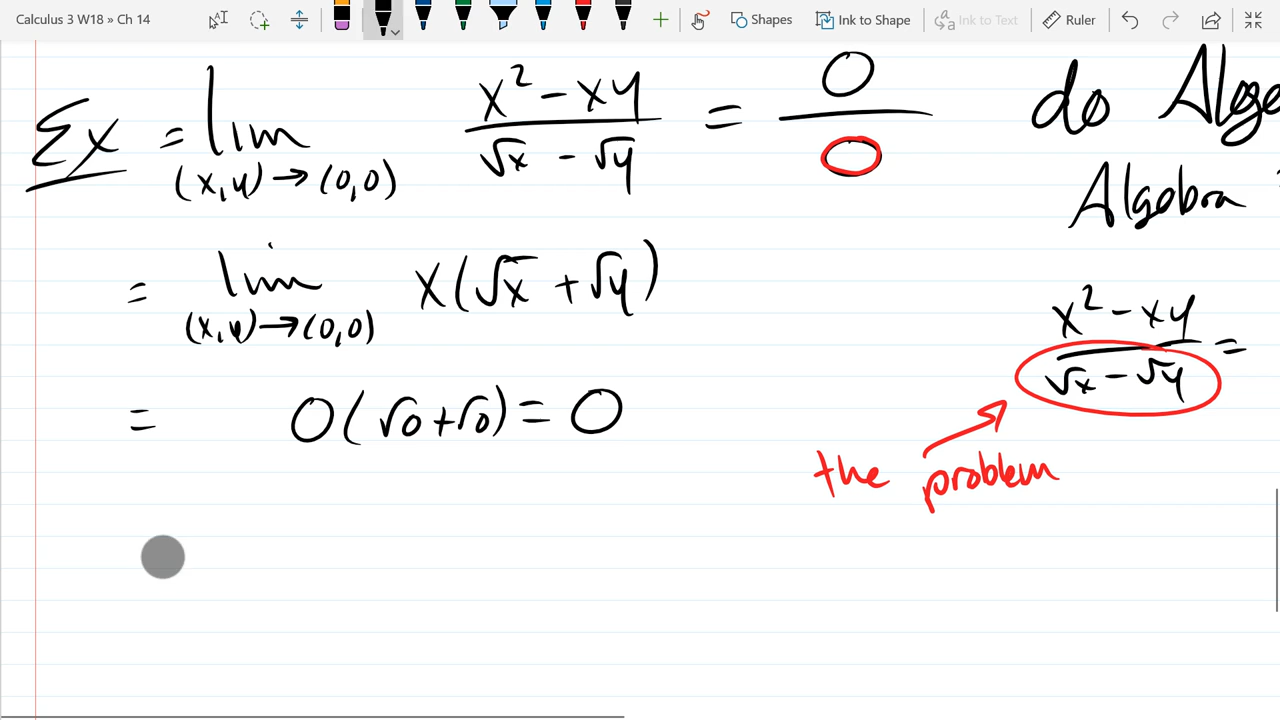 Calculus 3 W18 » Ch 14
Shapes
Ink to Shape
Ink to Text
Ruler
Ex = lim (x,y)→(0,0) (x² - xy)/(√x - √y) = 0/0
do
Algebra
= lim (x,y)→(0,0) x(√x + √y)
(x² - xy)/(√x - √y) =
= 0(√0+√0) = 0
the problem